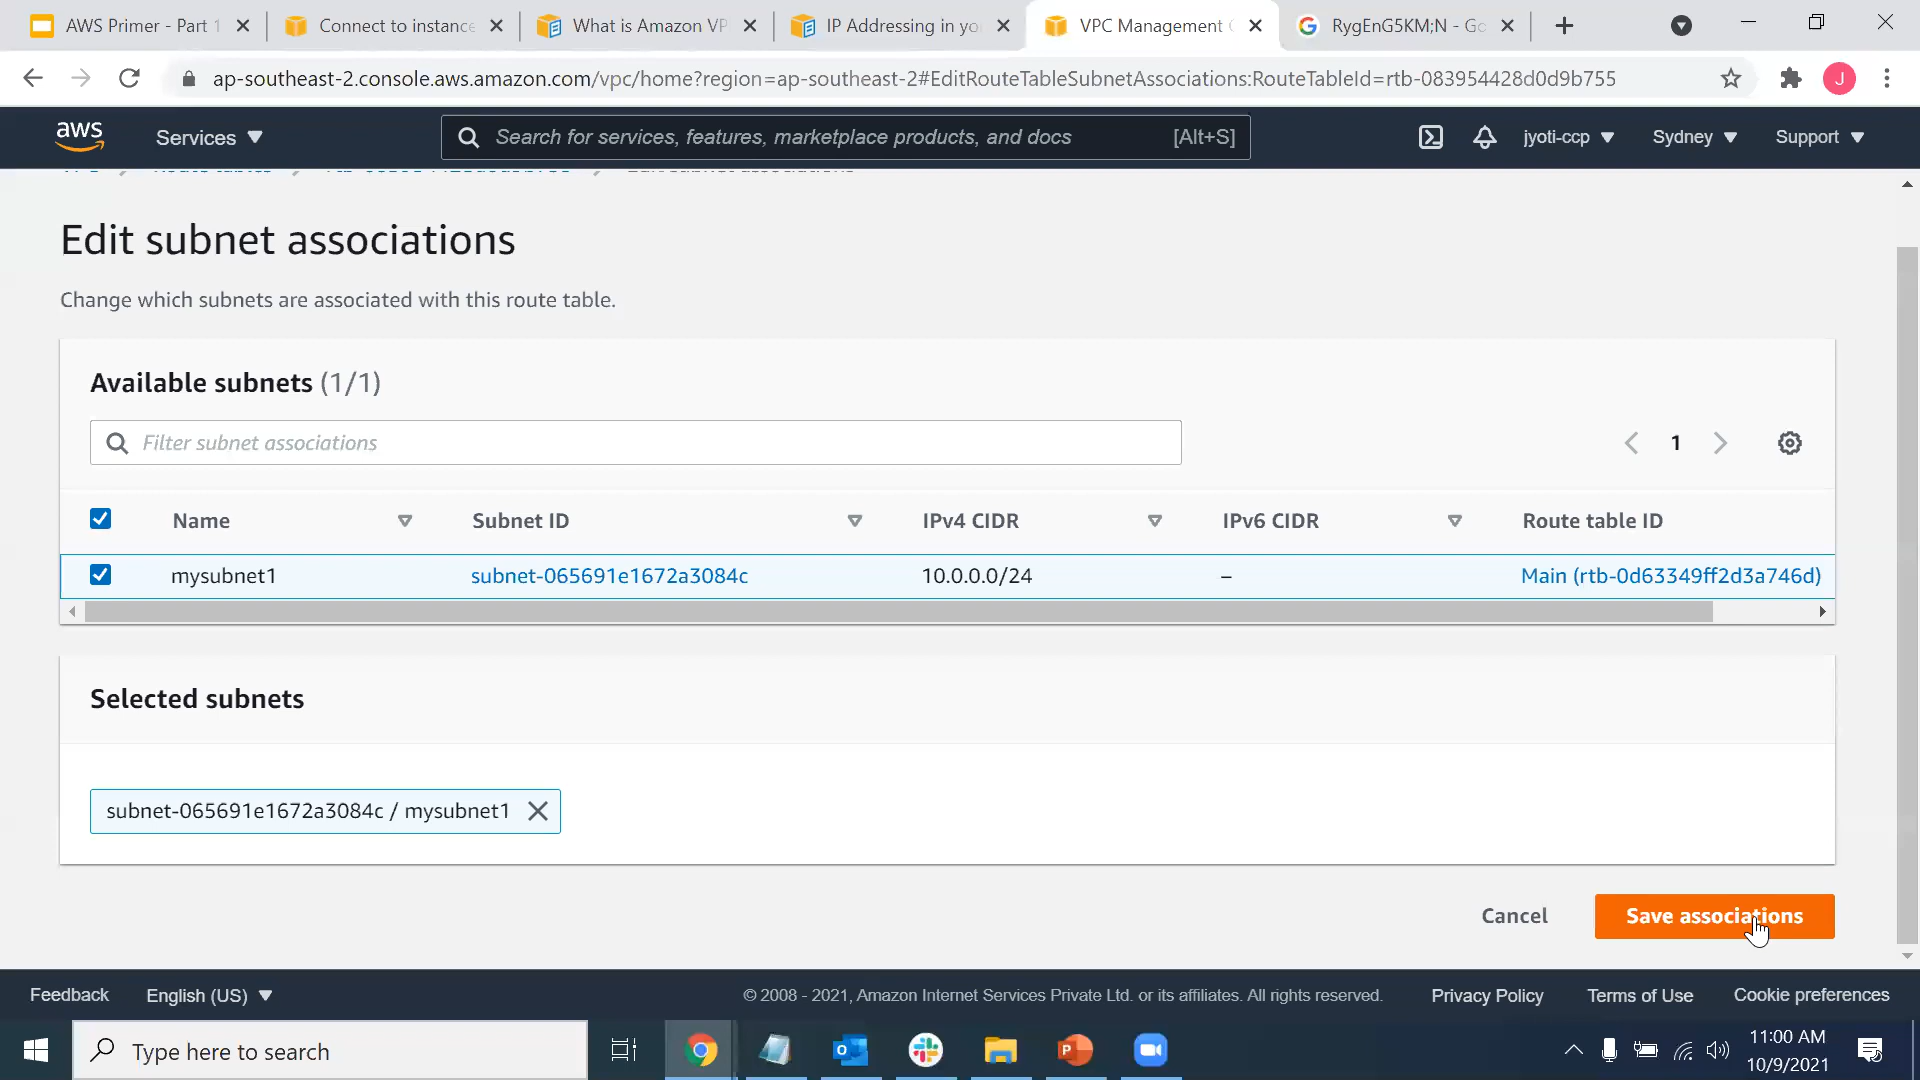 AWS Primer - Part 1
Connect to instance
What is Amazon VP
IP Addressing in yo
VPC Management C
RygEnG5KM;N - Go
ap-southeast-2.console.aws.amazon.com/vpc/home?region=ap-southeast-2#EditRouteTableSubnetAssociations:RouteTableId=rtb-083954428d0d9b755
J
aws
Services
Search for services, features, marketplace products, and docs
[Alt+S]
jyoti-ccp
Sydney
Support
Edit subnet associations
Change which subnets are associated with this route table.
Available subnets (1/1)
Filter subnet associations
1
Name
Subnet ID
IPv4 CIDR
IPv6 CIDR
Route table ID
mysubnet1
subnet-065691e1672a3084c
10.0.0.0/24
–
Main (rtb-0d63349ff2d3a746d)
Selected subnets
subnet-065691e1672a3084c / mysubnet1
Cancel
Save associations
Feedback
English (US)
© 2008 - 2021, Amazon Internet Services Private Ltd. or its affiliates. All rights reserved.
Privacy Policy
Terms of Use
Cookie preferences
Type here to search
11:00 AM
10/9/2021